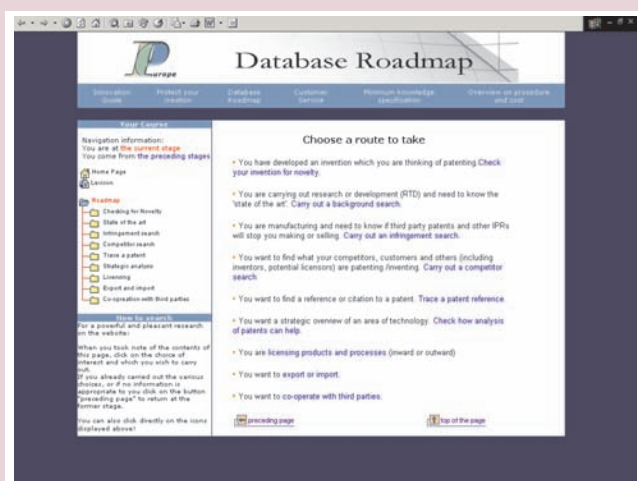 urope
Database Roadmap
Innovation
Guide
Protect your
creation
Database
Roadmap
Customer
Service
Minimum knowledge
specification
Overview on procedure
and cost
Your Course
Navigation information:
You are at the current stage
You come from the preceding stages
Home Page
Lexicon
Roadmap
Checking for Novelty
State of the art
Infringement search
Competitor search
Trace a patent
Strategic analysis
Licensing
Export and import
Co-operation with third parties
How to search
For a powerful and pleasant research
on the website:
When you took note of the contents of
this page, click on the choice of
interest and which you wish to carry
out.
If you already carried out the various
choices, or if no information is
appropriate to you click on the button
"preceding page" to return at the
former stage.
You can also click directly on the icons
displayed above!
Choose a route to take
• You have developed an invention which you are thinking of patenting.Check
your invention for novelty.
• You are carrying out research or development (RTD) and need to know the
'state of the art'. Carry out a background search.
• You are manufacturing and need to know if third party patents and other IPRs
will stop you making or selling. Carry out an infringement search.
• You want to find what your competitors, customers and others (including
inventors, potential licensors) are patenting /inventing. Carry out a competitor
search.
• You want to find a reference or citation to a patent. Trace a patent reference.
• You want a strategic overview of an area of technology. Check how analysis
of patents can help.
• You are licensing products and processes (inward or outward)
• You want to export or import.
• You want to co-operate with third parties.
preceding page
top of the page